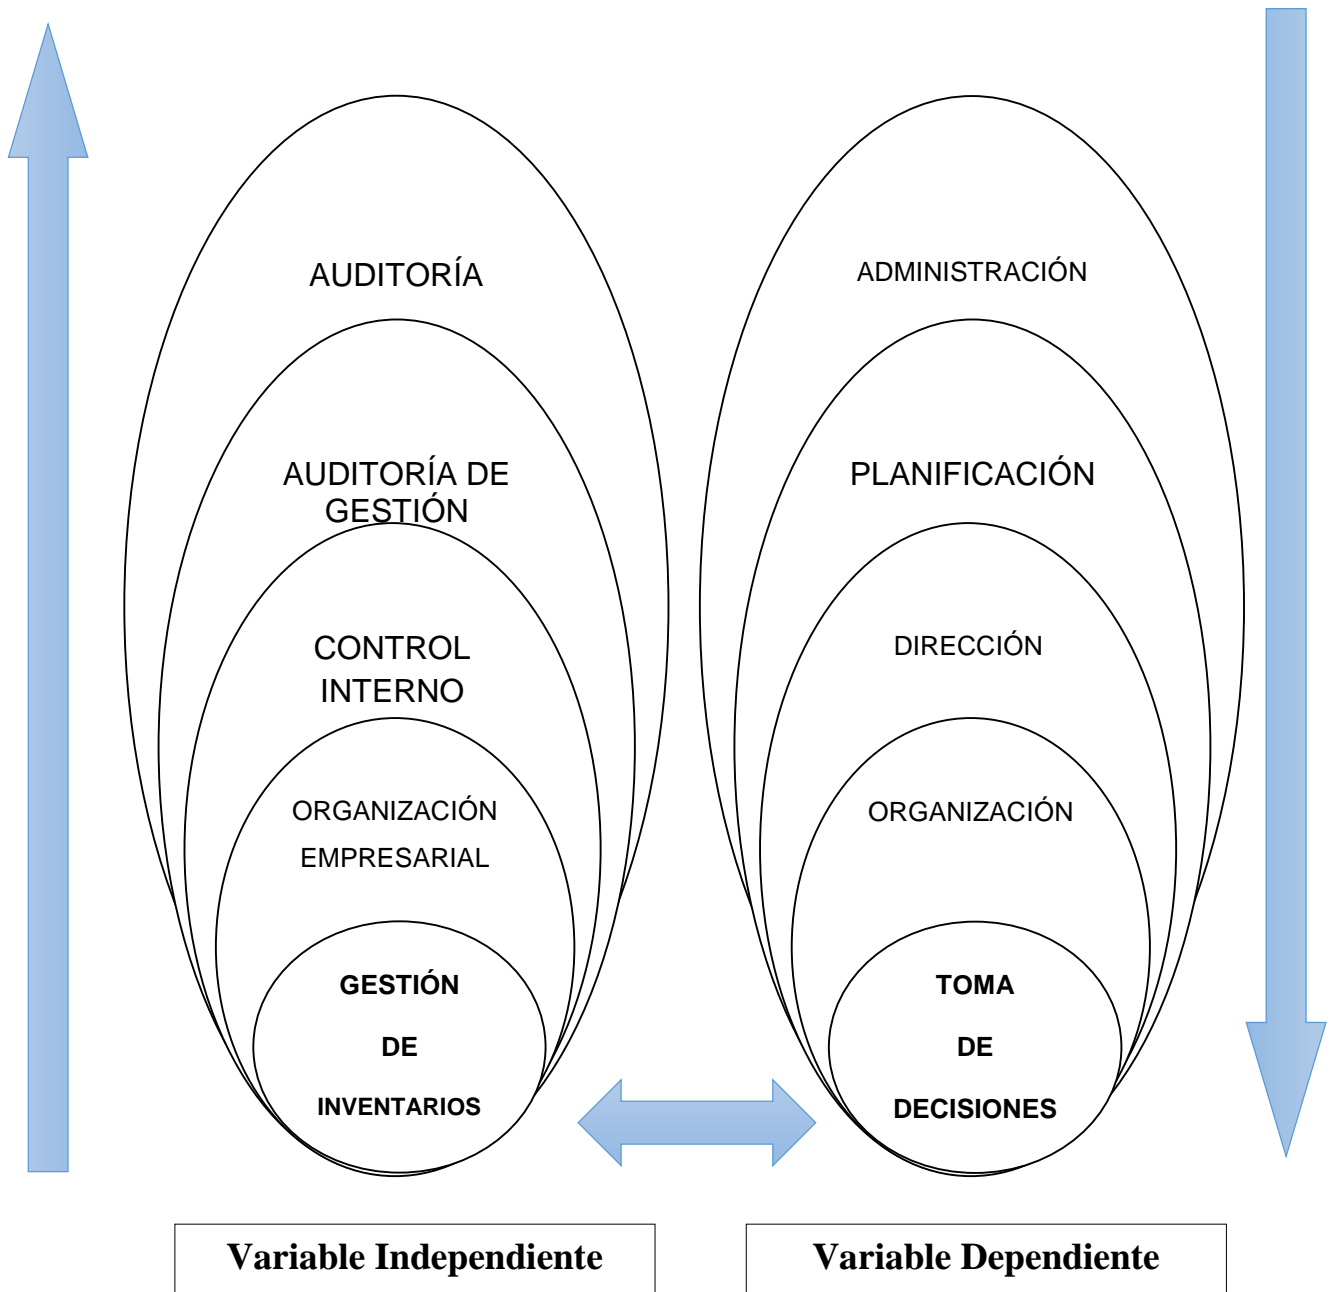 AUDITORÍA
AUDITORÍA DE
GESTIÓN
CONTROL
INTERNO
ORGANIZACIÓN
EMPRESARIAL
GESTIÓN
DE
INVENTARIOS
Variable Independiente
ADMINISTRACIÓN
PLANIFICACIÓN
DIRECCIÓN
ORGANIZACIÓN
TOMA
DE
DECISIONES
Variable Dependiente